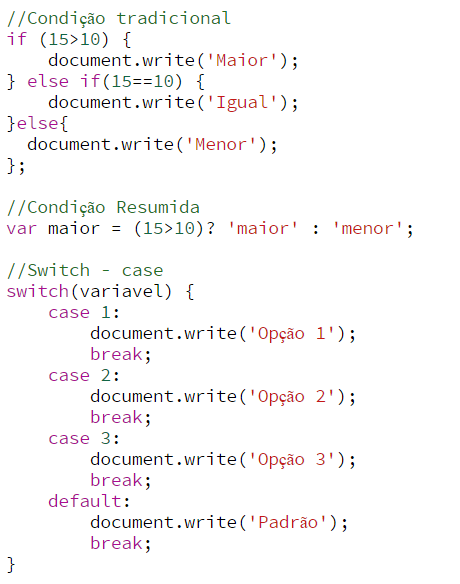 //Condição tradicional
if (15>10) {
    document.write('Maior');
} else if(15==10) {
    document.write('Igual');
}else{
  document.write('Menor');
};

//Condição Resumida
var maior = (15>10)? 'maior' : 'menor';

//Switch - case
switch(variavel) {
    case 1:
        document.write('Opção 1');
        break;
    case 2:
        document.write('Opção 2');
        break;
    case 3:
        document.write('Opção 3');
        break;
    default:
        document.write('Padrão');
        break;
}